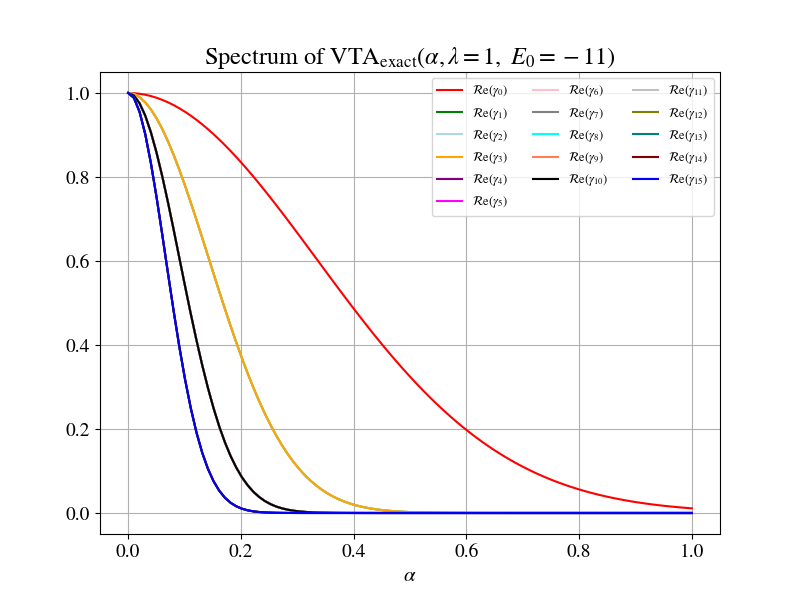 Spectrum of VTA_exact(α, λ = 1, E₀ = −11)
ℛe(γ₀) ℛe(γ₆) ℛe(γ₁₁)
ℛe(γ₁) ℛe(γ₇) ℛe(γ₁₂)
ℛe(γ₂) ℛe(γ₈) ℛe(γ₁₃)
ℛe(γ₃) ℛe(γ₉) ℛe(γ₁₄)
ℛe(γ₄) ℛe(γ₁₀) ℛe(γ₁₅)
ℛe(γ₅)
1.0
0.8
0.6
0.4
0.2
0.0
0.0 0.2 0.4 0.6 0.8 1.0
α